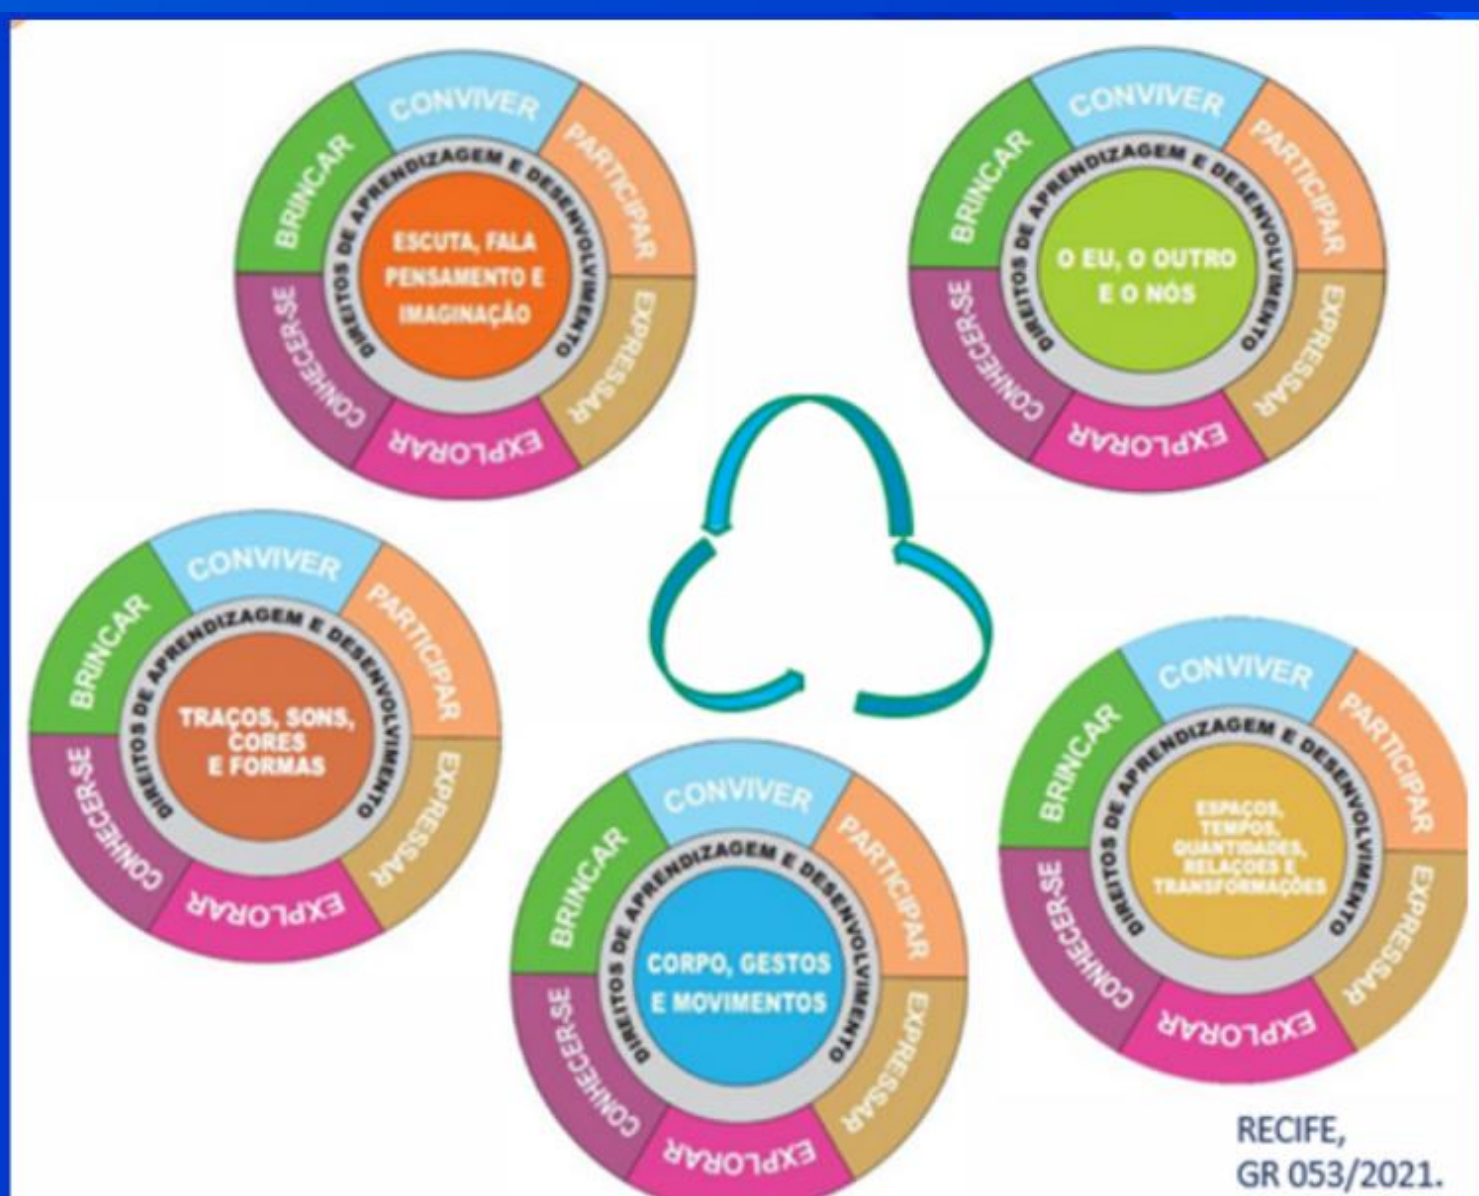 CONVIVER
PARTICIPAR
EXPRESSAR
EXPLORAR
CONHECER-SE
BRINCAR
DIREITOS DE APRENDIZAGEM E DESENVOLVIMENTO
ESCUTA, FALA
PENSAMENTO E
IMAGINAÇÃO
CONVIVER
PARTICIPAR
EXPRESSAR
EXPLORAR
CONHECER-SE
BRINCAR
DIREITOS DE APRENDIZAGEM E DESENVOLVIMENTO
O EU, O OUTRO
E O NÓS
CONVIVER
PARTICIPAR
EXPRESSAR
EXPLORAR
CONHECER-SE
BRINCAR
DIREITOS DE APRENDIZAGEM E DESENVOLVIMENTO
TRAÇOS, SONS,
CORES
E FORMAS
CONVIVER
PARTICIPAR
EXPRESSAR
EXPLORAR
CONHECER-SE
BRINCAR
DIREITOS DE APRENDIZAGEM E DESENVOLVIMENTO
CORPO, GESTOS
E MOVIMENTOS
CONVIVER
PARTICIPAR
EXPRESSAR
EXPLORAR
CONHECER-SE
BRINCAR
DIREITOS DE APRENDIZAGEM E DESENVOLVIMENTO
ESPAÇOS,
TEMPOS,
QUANTIDADES,
RELAÇOES E
TRANSFORMAÇÕES
RECIFE,
GR 053/2021.